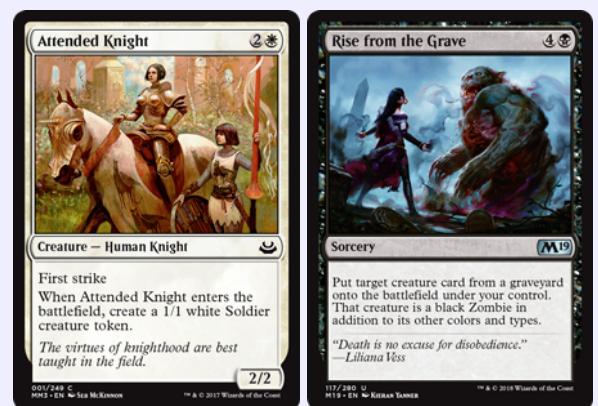 Attended Knight 2
Creature — Human Knight
First strike
When Attended Knight enters the
battlefield, create a 1/1 white Soldier
creature token.
The virtues of knighthood are best
taught in the field.
2/2
001/249 C
MM3 • EN Seb McKinnon
™ & © 2017 Wizards of the Coast
Rise from the Grave 4
Sorcery
M19
Put target creature card from a graveyard
onto the battlefield under your control.
That creature is a black Zombie in
addition to its other colors and types.
“Death is no excuse for disobedience.”
—Liliana Vess
117/280 U
M19 • EN Kieran Yanner
™ & © 2018 Wizards of the Coast